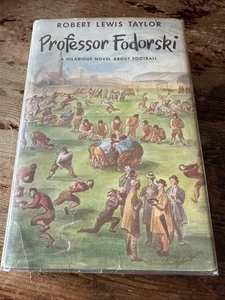 ROBERT LEWIS TAYLOR
Professor Fodorski
A HILARIOUS NOVEL ABOUT FOOTBALL